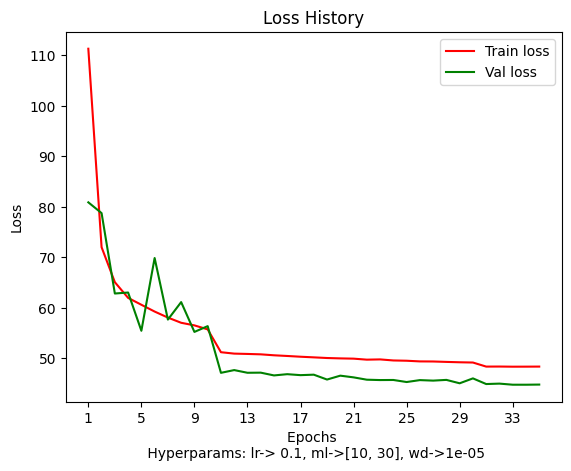 Loss History
Train loss
Val loss
110
100
90
80
70
60
50
Loss
1 5 9 13 17 21 25 29 33
Epochs
Hyperparams: lr-> 0.1, ml->[10, 30], wd->1e-05